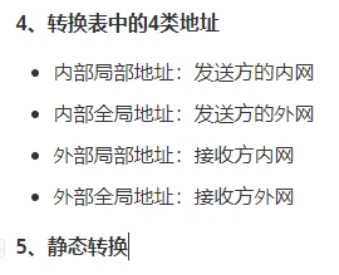 4、转换表中的4类地址
• 内部局部地址：发送方的内网
• 内部全局地址：发送方的外网
• 外部局部地址：接收方内网
• 外部全局地址：接收方外网
5、静态转换